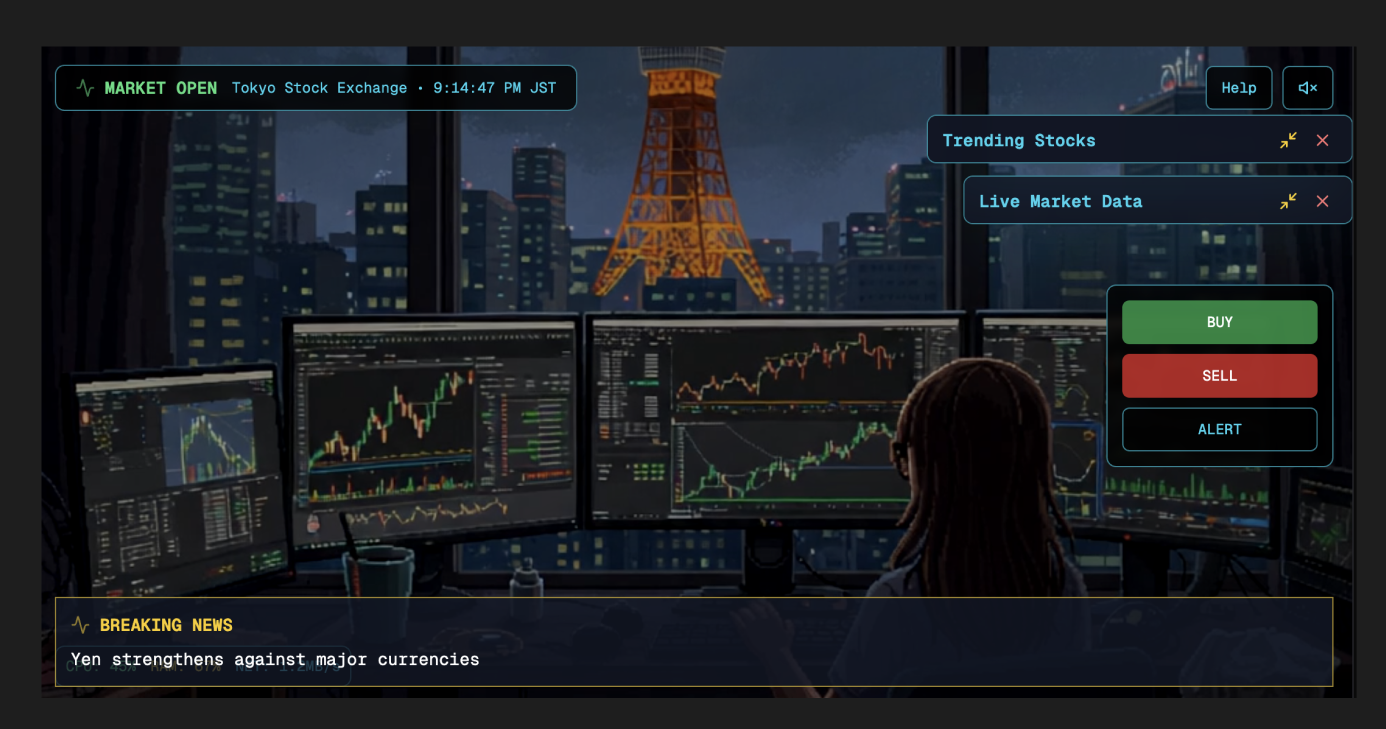 MARKET OPEN Tokyo Stock Exchange • 9:14:47 PM JST
Help
Trending Stocks
Live Market Data
BUY
SELL
ALERT
BREAKING NEWS
Yen strengthens against major currencies